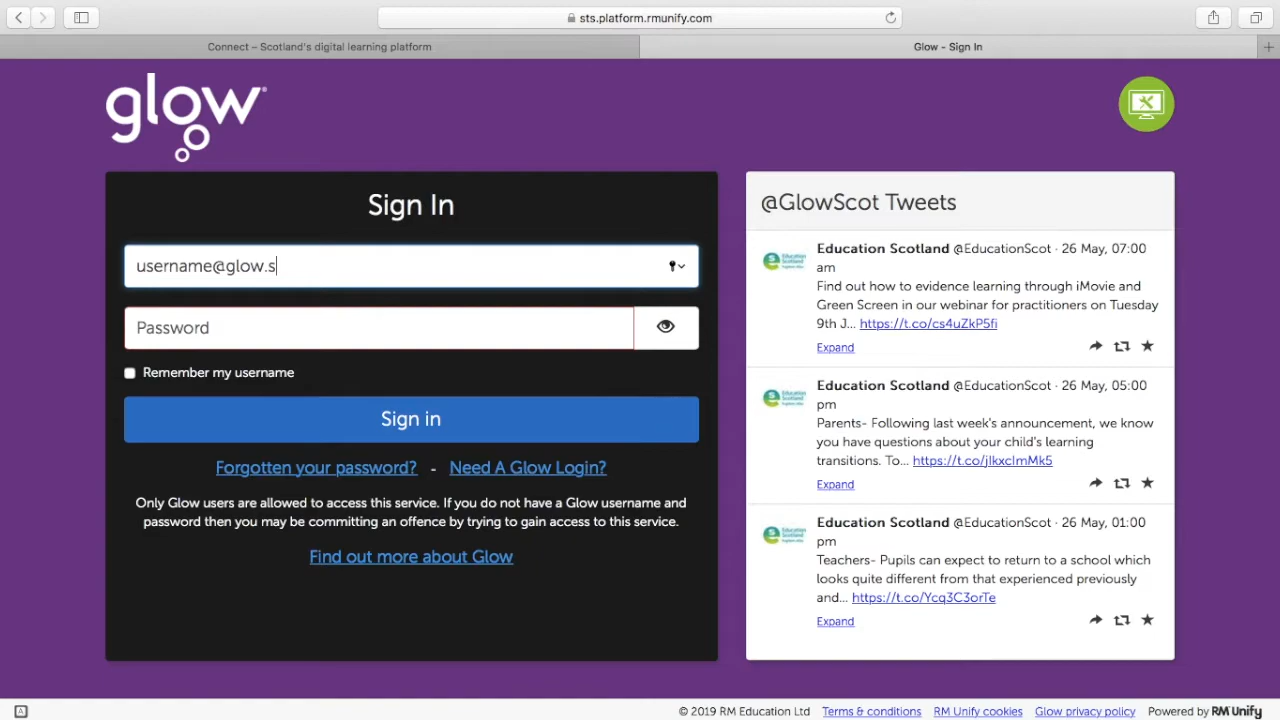 sts.platform.rmunify.com
Connect – Scotland's digital learning platform
Glow - Sign In
glow®
Sign In
username@glow.s
Password
Remember my username
Sign in
Forgotten your password? - Need A Glow Login?
Only Glow users are allowed to access this service. If you do not have a Glow username and
password then you may be committing an offence by trying to gain access to this service.
Find out more about Glow
@GlowScot Tweets
Education Scotland @EducationScot · 26 May, 07:00
am
Find out how to evidence learning through iMovie and
Green Screen in our webinar for practitioners on Tuesday
9th J... https://t.co/cs4uZkP5fi
Expand
Education Scotland @EducationScot · 26 May, 05:00
pm
Parents- Following last week's announcement, we know
you have questions about your child's learning
transitions. To... https://t.co/jlkxcImMk5
Expand
Education Scotland @EducationScot · 26 May, 01:00
pm
Teachers- Pupils can expect to return to a school which
looks quite different from that experienced previously
and... https://t.co/Ycq3C3orTe
Expand
© 2019 RM Education Ltd Terms & conditions RM Unify cookies Glow privacy policy Powered by RM Unify